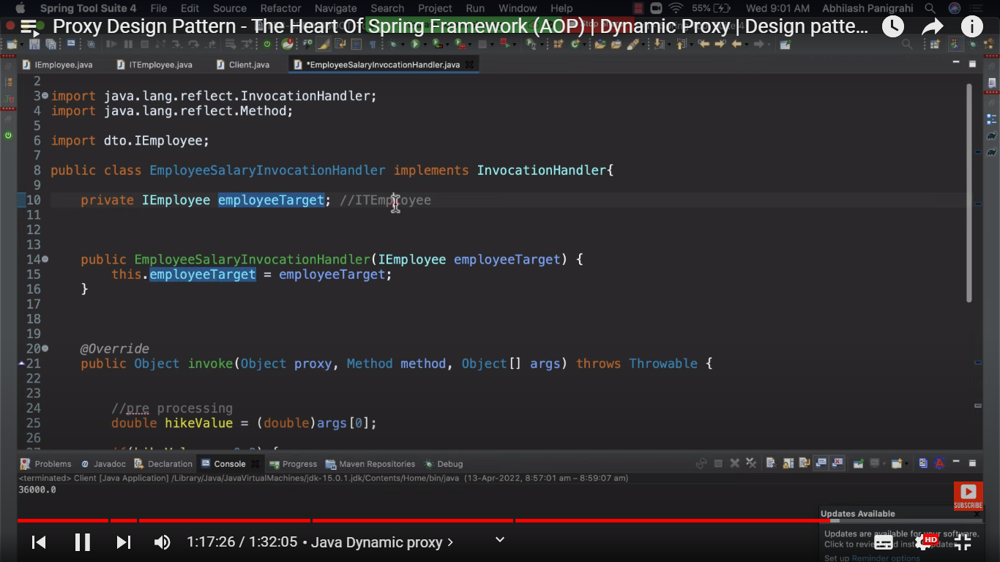 Spring Tool Suite 4 File Edit Source Refactor Navigate Search Project Run Window Help 55% Wed 9:01 AM Abhilash Panigrahi
Proxy Design Pattern - The Heart Of Spring Framework (AOP) | Dynamic Proxy | Design patte...
IEmployee.java ITEmployee.java Client.java *EmployeeSalaryInvocationHandler.java
2
3 import java.lang.reflect.InvocationHandler;
4 import java.lang.reflect.Method;
5
6 import dto.IEmployee;
7
8 public class EmployeeSalaryInvocationHandler implements InvocationHandler{
9
10 private IEmployee employeeTarget; //ITEmployee
11
12
13
14 public EmployeeSalaryInvocationHandler(IEmployee employeeTarget) {
15 this.employeeTarget = employeeTarget;
16 }
17
18
19
20 @Override
21 public Object invoke(Object proxy, Method method, Object[] args) throws Throwable {
22
23
24 //pre processing
25 double hikeValue = (double)args[0];
26
Problems Javadoc Declaration Console Progress Maven Repositories Debug
<terminated> Client [Java Application] /Library/Java/JavaVirtualMachines/jdk-15.0.1.jdk/Contents/Home/bin/java (13-Apr-2022, 8:57:01 am – 8:59:07 am)
36000.0
SUBSCRIBE
Updates Available
Updates are available for your software.
Click to review and install updates.
Set up Reminder options
1:17:26 / 1:32:05 • Java Dynamic proxy >
HD